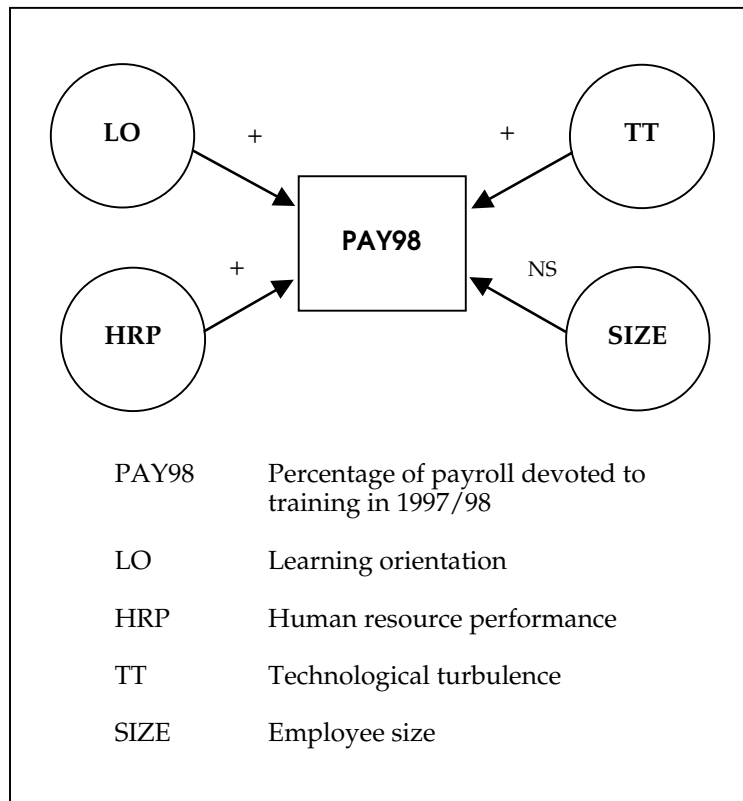 LO
+
+
TT
PAY98
HRP
+
NS
SIZE
PAY98 Percentage of payroll devoted to
training in 1997/98
LO Learning orientation
HRP Human resource performance
TT Technological turbulence
SIZE Employee size